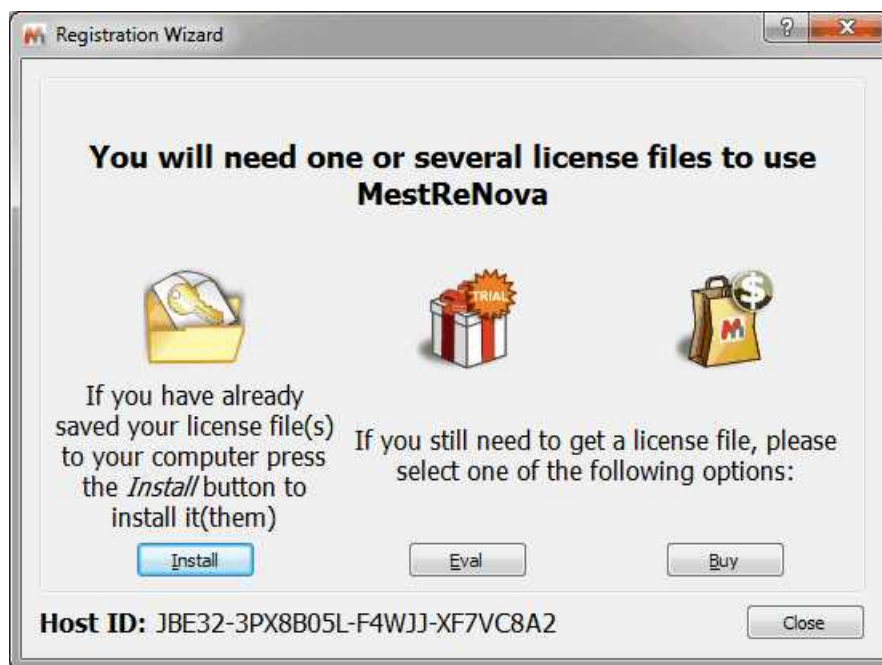 Registration Wizard
You will need one or several license files to use
MestReNova
TRIAL
If you have already
saved your license file(s)
to your computer press
the Install button to
install it(them)
If you still need to get a license file, please
select one of the following options:
Install
Eval
Buy
Host ID: JBE32-3PX8B05L-F4WJJ-XF7VC8A2
Close